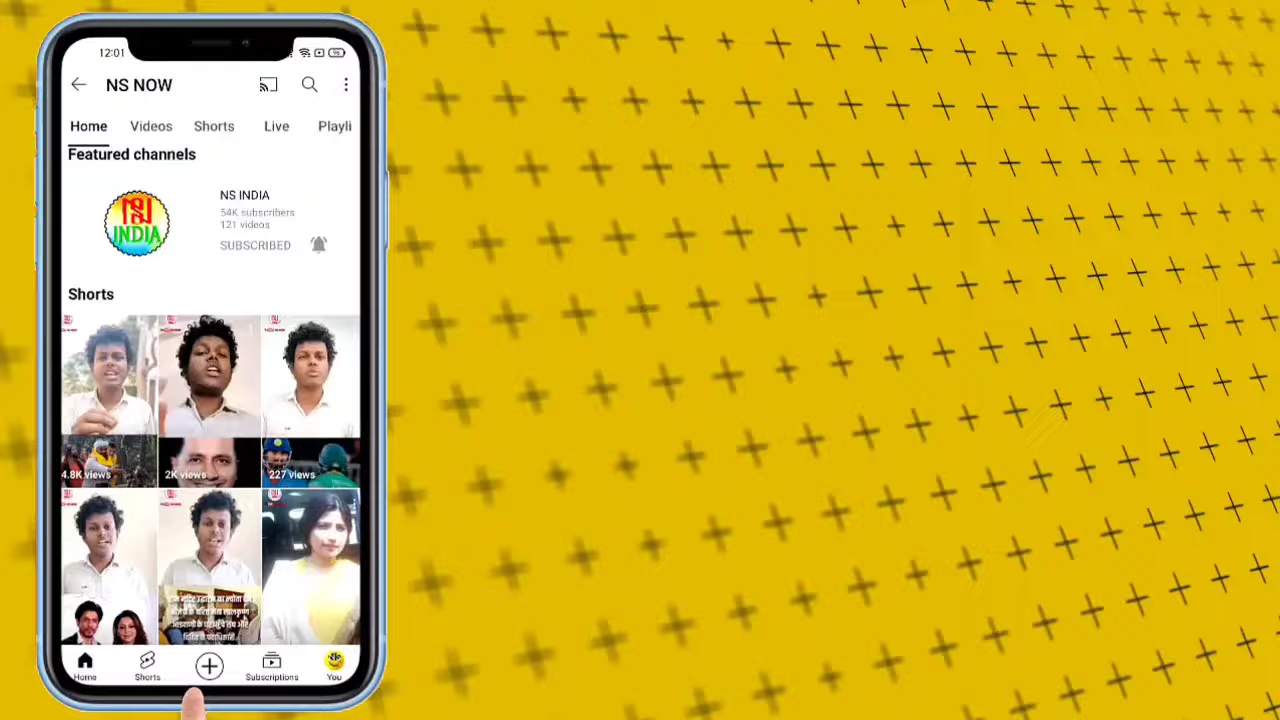 12:01
NS NOW
Home Videos Shorts Live Playli
Featured channels
INDIA
NS INDIA
54K subscribers
121 videos
SUBSCRIBED
Shorts
4.8K views
2K views
227 views
Home Shorts Subscriptions You